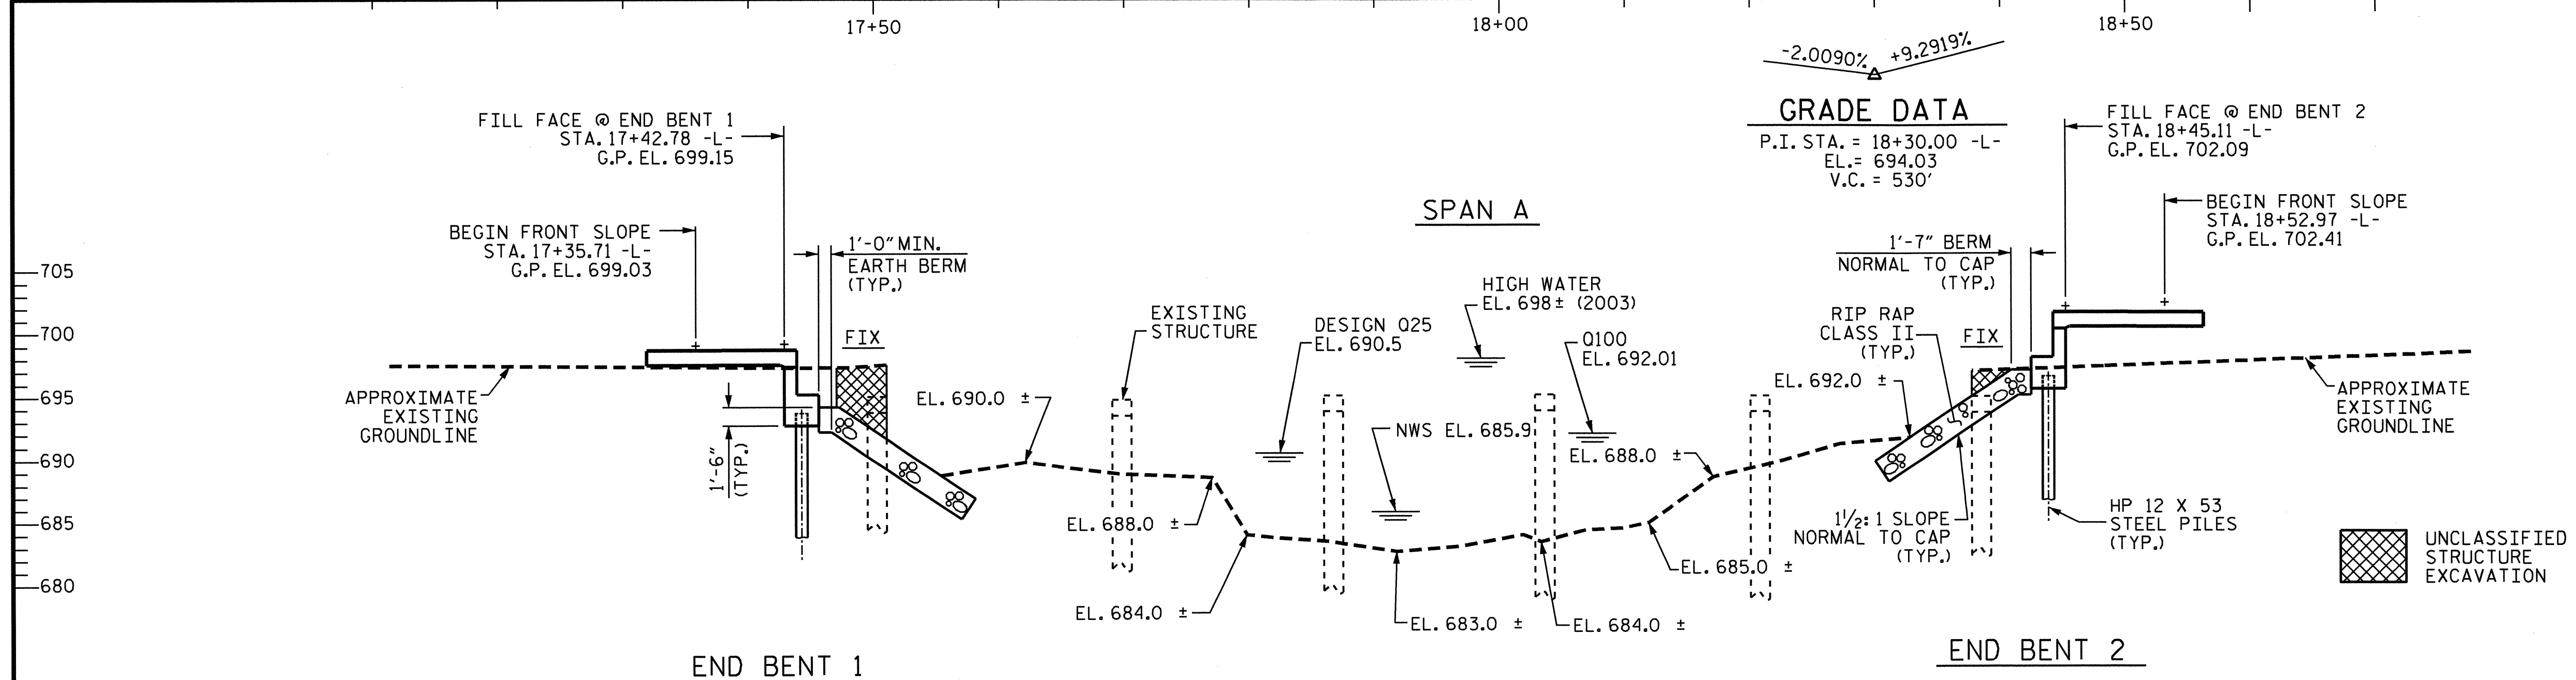 17+50
18+00
18+50
-2.0090%
+9.2919%
GRADE DATA
P.I. STA. = 18+30.00 -L-
EL.= 694.03
V.C. = 530'
FILL FACE @ END BENT 1
STA. 17+42.78 -L-
G.P. EL. 699.15
FILL FACE @ END BENT 2
STA. 18+45.11 -L-
G.P. EL. 702.09
SPAN A
BEGIN FRONT SLOPE
STA. 17+35.71 -L-
G.P. EL. 699.03
1'-0" MIN.
EARTH BERM
(TYP.)
1'-7" BERM
NORMAL TO CAP
(TYP.)
BEGIN FRONT SLOPE
STA. 18+52.97 -L-
G.P. EL. 702.41
705
700
695
690
685
680
FIX
EXISTING
STRUCTURE
DESIGN Q25
EL. 690.5
HIGH WATER
EL. 698± (2003)
Q100
EL. 692.01
RIP RAP
CLASS II
(TYP.)
FIX
APPROXIMATE
EXISTING
GROUNDLINE
1'-6"
(TYP.)
EL. 690.0 ±
NWS EL. 685.9
EL. 692.0 ±
EL. 688.0 ±
APPROXIMATE
EXISTING
GROUNDLINE
EL. 688.0 ±
EL. 684.0 ±
EL. 683.0 ±
EL. 684.0 ±
EL. 685.0 ±
1½: 1 SLOPE
NORMAL TO CAP
(TYP.)
HP 12 X 53
STEEL PILES
(TYP.)
UNCLASSIFIED
STRUCTURE
EXCAVATION
END BENT 1
END BENT 2